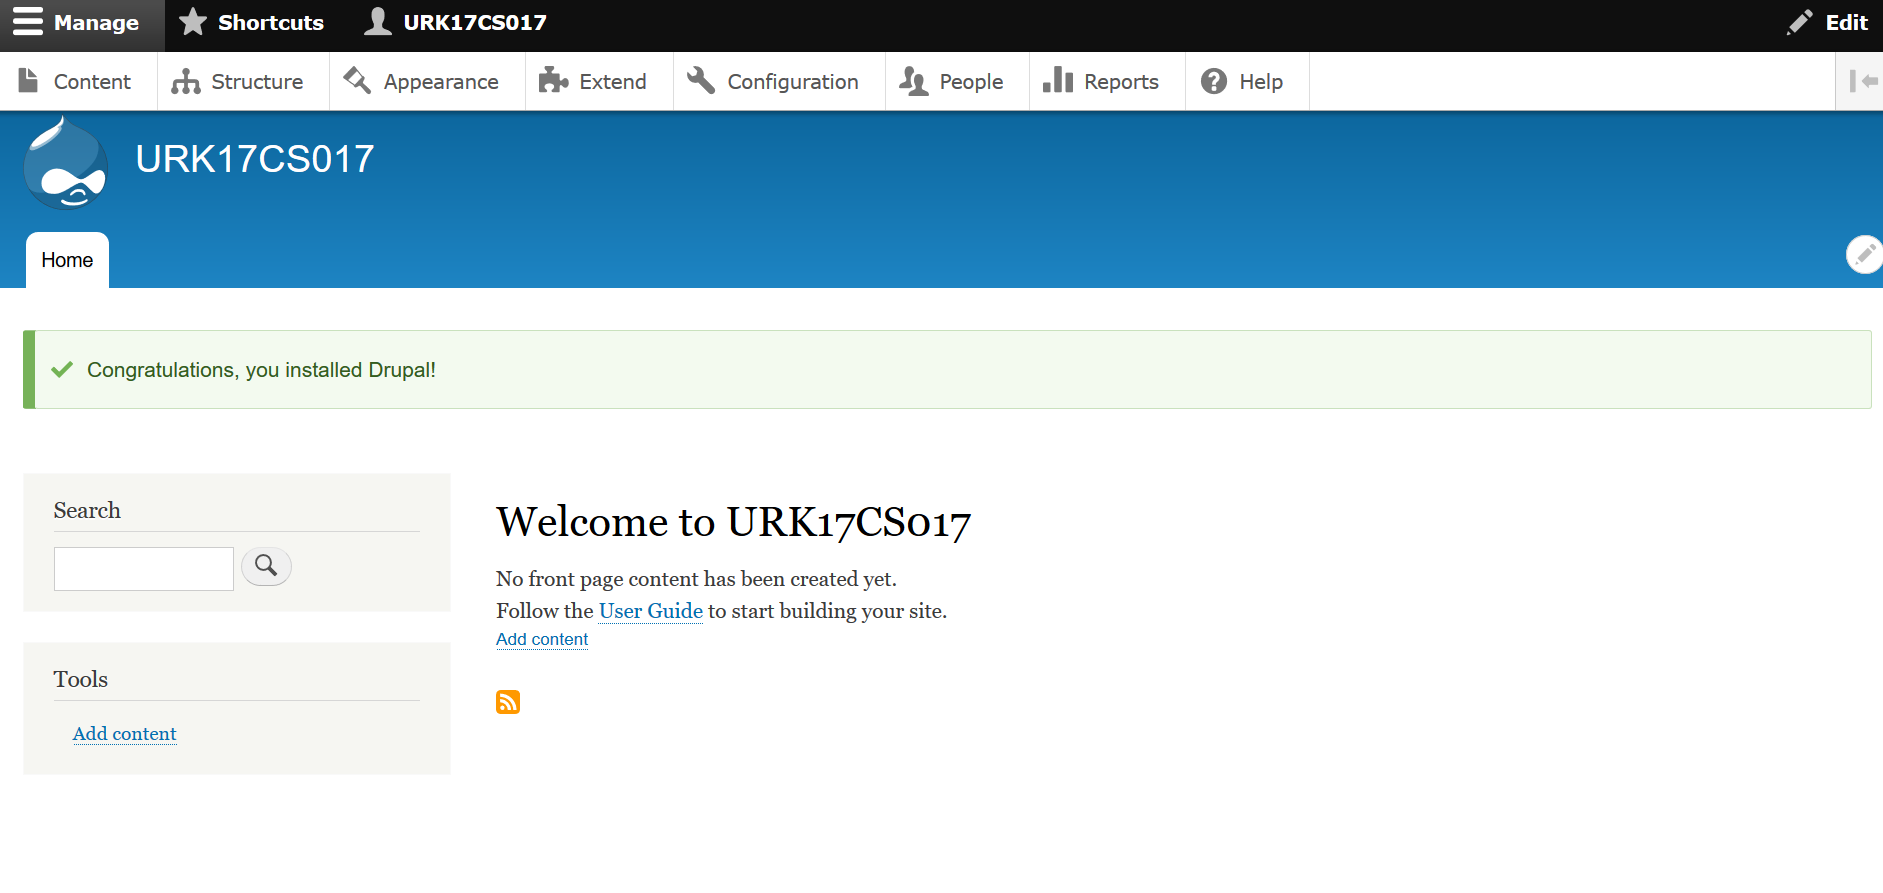 Manage Shortcuts URK17CS017 Edit
Content Structure Appearance Extend Configuration People Reports Help
URK17CS017
Home
Congratulations, you installed Drupal!
Search
Welcome to URK17CS017
No front page content has been created yet.
Follow the User Guide to start building your site.
Add content
Tools
Add content